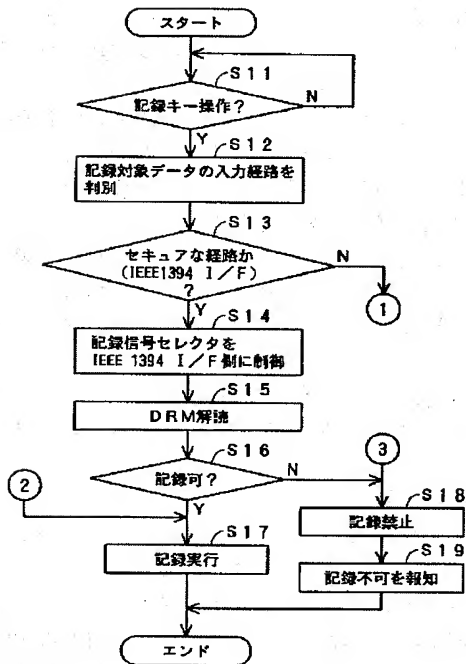 スタート
S11
記録キー操作?
N
Y
S12
記録対象データの入力経路を
判別
S13
セキュアな経路か
(IEEE1394 I/F)
?
N
1
Y
S14
記録信号セレクタを
IEEE 1394 I/F側に制御
S15
DRM解読
S16
記録可?
N
3
2
Y
S17
記録実行
S18
記録禁止
S19
記録不可を報知
エンド